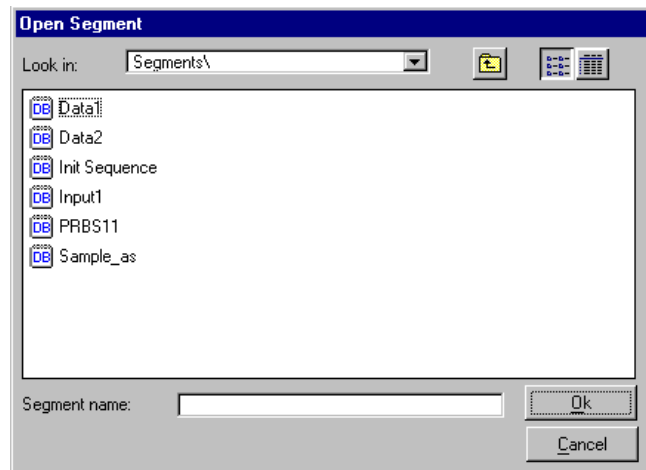 Open Segment
Look in: Segments\
DB Data1
DB Data2
DB Init Sequence
DB Input1
DB PRBS11
DB Sample_as
Segment name: Ok
Cancel